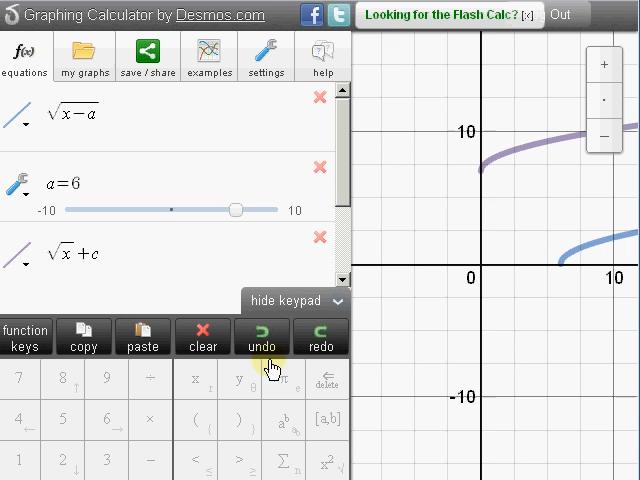 Graphing Calculator by Desmos.com
Looking for the Flash Calc? [x]
Out
f(x)
equations
my graphs
save / share
examples
settings
help
√x−a
a=6
-10
10
√x +c
hide keypad
function keys
copy
paste
clear
undo
redo
7 8 ↑ 9 ÷ x r y θ π e ⇐ delete
4 ← 5 6 → × ( { ) } a^b a_b [a,b]
1 2 ↓ 3 − < ≤ > ≥ Σ n x² √
+
·
−
10
0
10
-10